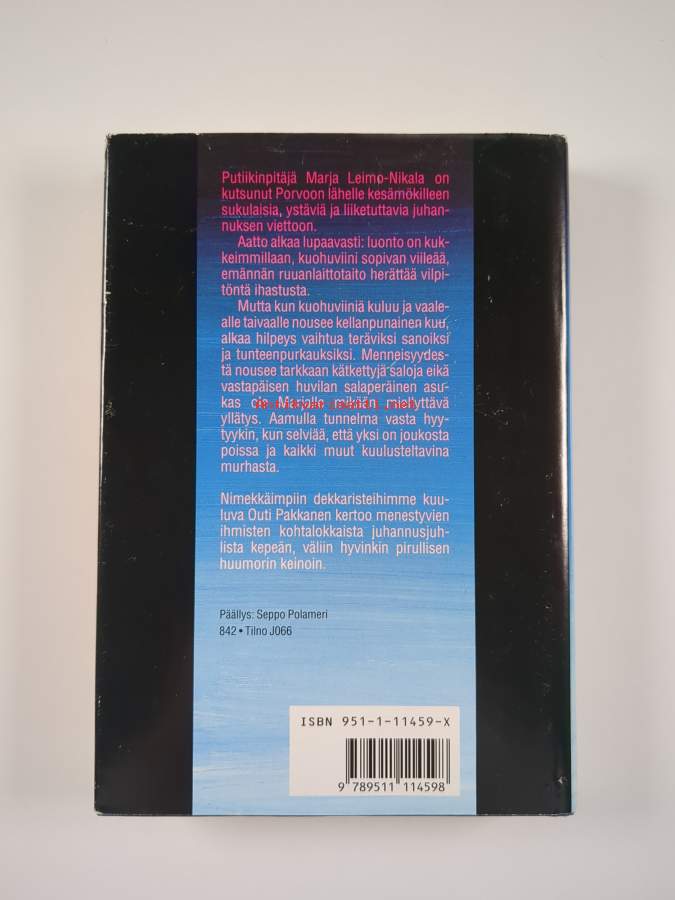 Putiikinpitäjä Marja Leimo-Nikala on
kutsunut Porvoon lähelle kesämökilleen
sukulaisia, ystäviä ja liiketuttavia juhan-
nuksen viettoon.
Aatto alkaa lupaavasti: luonto on kuk-
keimmillaan, kuohuviini sopivan viileää,
emännän ruuanlaittotaito herättää vilpi-
töntä ihastusta.
Mutta kun kuohuviiniä kuluu ja vaale-
alle taivaalle nousee kellanpunainen kuu,
alkaa hilpeys vaihtua teräviksi sanoiksi
ja tunteenpurkauksiksi. Menneisyydes-
tä nousee tarkkaan kätkettyjä saloja eikä
vastapäisen huvilan salaperäinen asu-
kas ole Marjalle mikään miellyttävä
yllätys. Aamulla tunnelma vasta hyy-
tyykin, kun selviää, että yksi on joukosta
poissa ja kaikki muut kuulusteltavina
murhasta.
Nimekkäimpiin dekkaristeihimme kuu-
luva Outi Pakkanen kertoo menestyvien
ihmisten kohtalokkaista juhannusjuh-
lista kepeän, väliin hyvinkin pirullisen
huumorin keinoin.
Päällys: Seppo Polameri
842 • Tilno J066
ISBN 951-1-11459-X
9 789511 114598